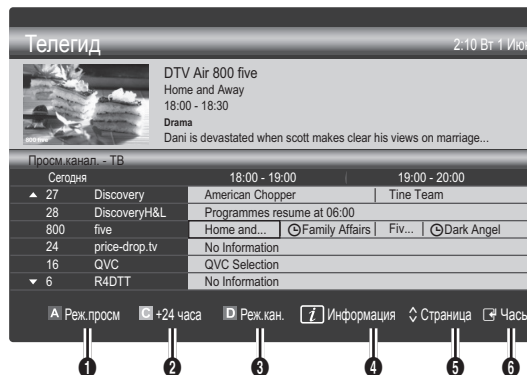 Телегид 2:10 Вт 1 Июн
DTV Air 800 five
Home and Away
18:00 - 18:30
Drama
Dani is devastated when scott makes clear his views on marriage...
800 five
Просм.канал. - ТВ
Сегодня 18:00 - 19:00 19:00 - 20:00
▲ 27 Discovery American Chopper Tine Team
28 DiscoveryH&L Programmes resume at 06:00
800 five Home and... Family Affairs Fiv... Dark Angel
24 price-drop.tv No Information
16 QVC QVC Selection
▼ 6 R4DTT No Information
A Реж.просм C +24 часа D Реж.кан. i Информация Страница Часы
1 2 3 4 5 6